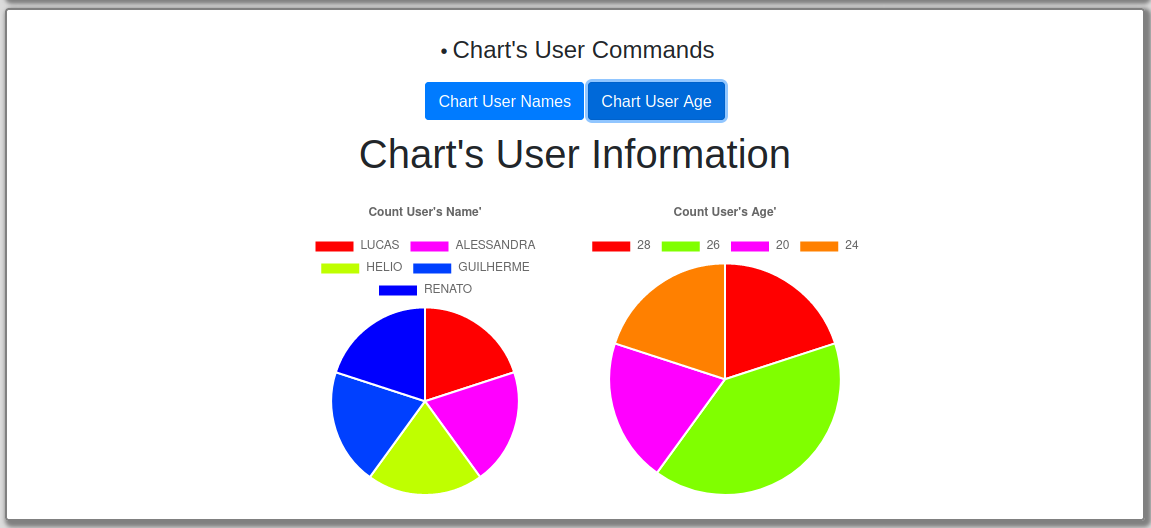 • Chart's User Commands
Chart User Names Chart User Age
Chart's User Information
Count User's Name'
LUCAS ALESSANDRA
HELIO GUILHERME
RENATO
Count User's Age'
28 26 20 24